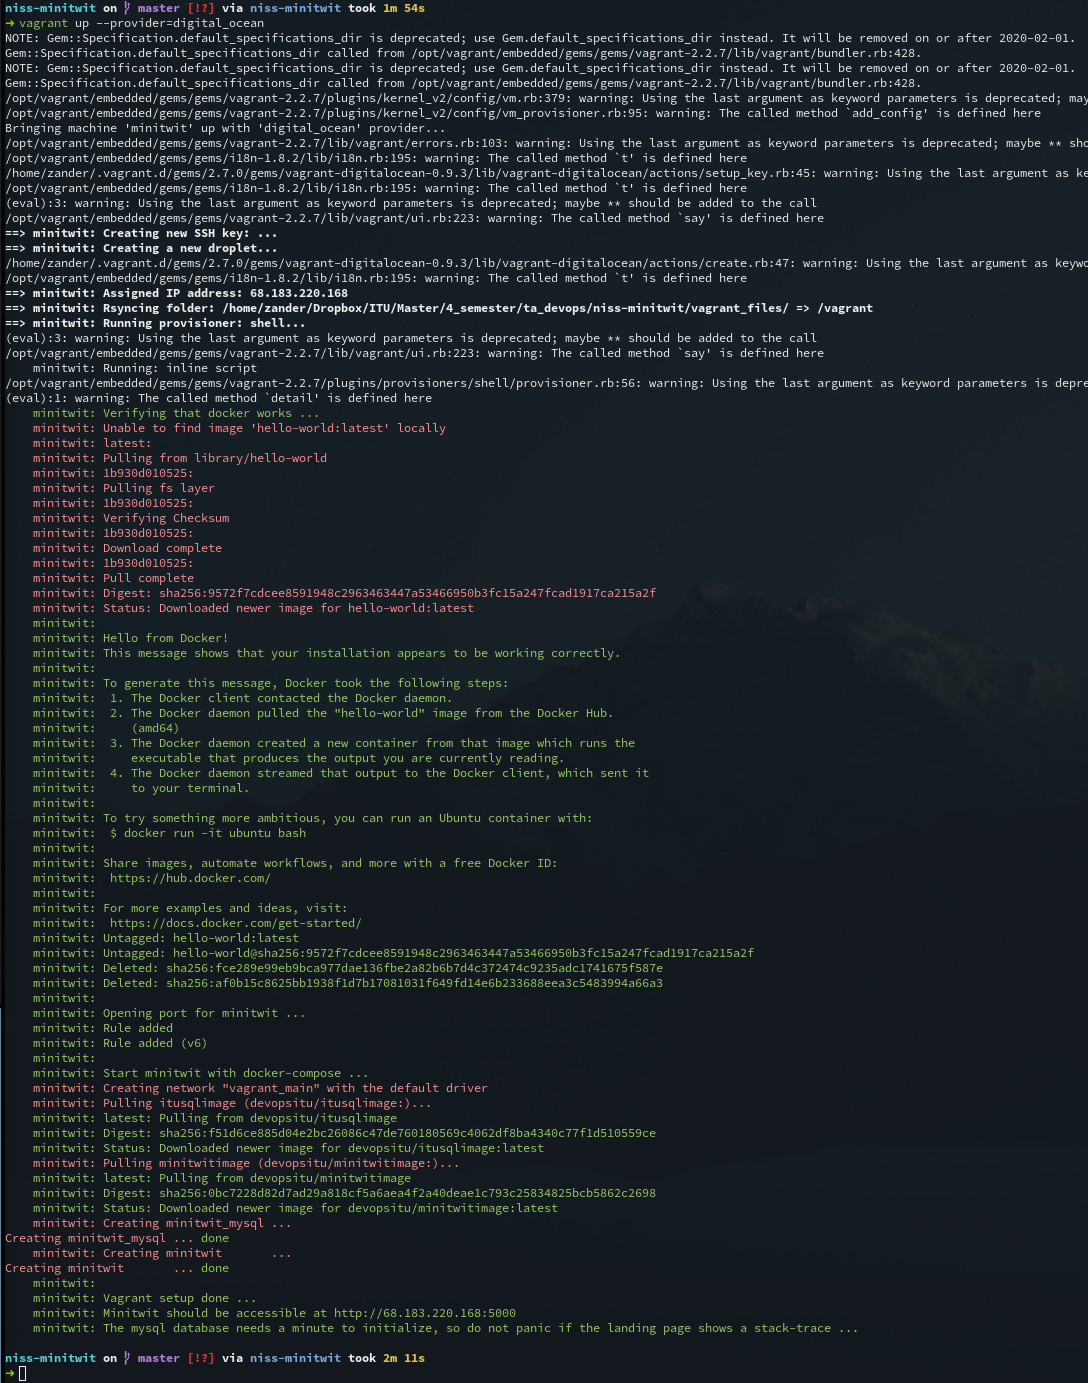 niss-minitwit on master [!?] via niss-minitwit took 1m 54s
➜ vagrant up --provider=digital_ocean
NOTE: Gem::Specification.default_specifications_dir is deprecated; use Gem.default_specifications_dir instead. It will be removed on or after 2020-02-01.
Gem::Specification.default_specifications_dir called from /opt/vagrant/embedded/gems/gems/vagrant-2.2.7/lib/vagrant/bundler.rb:428.
NOTE: Gem::Specification.default_specifications_dir is deprecated; use Gem.default_specifications_dir instead. It will be removed on or after 2020-02-01.
Gem::Specification.default_specifications_dir called from /opt/vagrant/embedded/gems/gems/vagrant-2.2.7/lib/vagrant/bundler.rb:428.
/opt/vagrant/embedded/gems/gems/vagrant-2.2.7/plugins/kernel_v2/config/vm.rb:379: warning: Using the last argument as keyword parameters is deprecated; may
/opt/vagrant/embedded/gems/gems/vagrant-2.2.7/plugins/kernel_v2/config/vm_provisioner.rb:95: warning: The called method `add_config' is defined here
Bringing machine 'minitwit' up with 'digital_ocean' provider...
/opt/vagrant/embedded/gems/gems/vagrant-2.2.7/lib/vagrant/errors.rb:103: warning: Using the last argument as keyword parameters is deprecated; maybe ** sho
/opt/vagrant/embedded/gems/gems/i18n-1.8.2/lib/i18n.rb:195: warning: The called method `t' is defined here
/home/zander/.vagrant.d/gems/2.7.0/gems/vagrant-digitalocean-0.9.3/lib/vagrant-digitalocean/actions/setup_key.rb:45: warning: Using the last argument as ke
/opt/vagrant/embedded/gems/gems/i18n-1.8.2/lib/i18n.rb:195: warning: The called method `t' is defined here
(eval):3: warning: Using the last argument as keyword parameters is deprecated; maybe ** should be added to the call
/opt/vagrant/embedded/gems/gems/vagrant-2.2.7/lib/vagrant/ui.rb:223: warning: The called method `say' is defined here
==> minitwit: Creating new SSH key: ...
==> minitwit: Creating a new droplet...
/home/zander/.vagrant.d/gems/2.7.0/gems/vagrant-digitalocean-0.9.3/lib/vagrant-digitalocean/actions/create.rb:47: warning: Using the last argument as keywo
/opt/vagrant/embedded/gems/gems/i18n-1.8.2/lib/i18n.rb:195: warning: The called method `t' is defined here
==> minitwit: Assigned IP address: 68.183.220.168
==> minitwit: Rsyncing folder: /home/zander/Dropbox/ITU/Master/4_semester/ta_devops/niss-minitwit/vagrant_files/ => /vagrant
==> minitwit: Running provisioner: shell...
(eval):3: warning: Using the last argument as keyword parameters is deprecated; maybe ** should be added to the call
/opt/vagrant/embedded/gems/gems/vagrant-2.2.7/lib/vagrant/ui.rb:223: warning: The called method `say' is defined here
minitwit: Running: inline script
/opt/vagrant/embedded/gems/gems/vagrant-2.2.7/plugins/provisioners/shell/provisioner.rb:56: warning: Using the last argument as keyword parameters is depre
(eval):1: warning: The called method `detail' is defined here
minitwit: Verifying that docker works ...
minitwit: Unable to find image 'hello-world:latest' locally
minitwit: latest:
minitwit: Pulling from library/hello-world
minitwit: 1b930d010525:
minitwit: Pulling fs layer
minitwit: 1b930d010525:
minitwit: Verifying Checksum
minitwit: 1b930d010525:
minitwit: Download complete
minitwit: 1b930d010525:
minitwit: Pull complete
minitwit: Digest: sha256:9572f7cdcee8591948c2963463447a53466950b3fc15a247fcad1917ca215a2f
minitwit: Status: Downloaded newer image for hello-world:latest
minitwit:
minitwit: Hello from Docker!
minitwit: This message shows that your installation appears to be working correctly.
minitwit:
minitwit: To generate this message, Docker took the following steps:
minitwit: 1. The Docker client contacted the Docker daemon.
minitwit: 2. The Docker daemon pulled the "hello-world" image from the Docker Hub.
minitwit: (amd64)
minitwit: 3. The Docker daemon created a new container from that image which runs the
minitwit: executable that produces the output you are currently reading.
minitwit: 4. The Docker daemon streamed that output to the Docker client, which sent it
minitwit: to your terminal.
minitwit:
minitwit: To try something more ambitious, you can run an Ubuntu container with:
minitwit: $ docker run -it ubuntu bash
minitwit:
minitwit: Share images, automate workflows, and more with a free Docker ID:
minitwit: https://hub.docker.com/
minitwit:
minitwit: For more examples and ideas, visit:
minitwit: https://docs.docker.com/get-started/
minitwit: Untagged: hello-world:latest
minitwit: Untagged: hello-world@sha256:9572f7cdcee8591948c2963463447a53466950b3fc15a247fcad1917ca215a2f
minitwit: Deleted: sha256:fce289e99eb9bca977dae136fbe2a82b6b7d4c372474c9235adc1741675f587e
minitwit: Deleted: sha256:af0b15c8625bb1938f1d7b17081031f649fd14e6b233688eea3c5483994a66a3
minitwit:
minitwit: Opening port for minitwit ...
minitwit: Rule added
minitwit: Rule added (v6)
minitwit:
minitwit: Start minitwit with docker-compose ...
minitwit: Creating network "vagrant_main" with the default driver
minitwit: Pulling itusqlimage (devopsitu/itusqlimage:)...
minitwit: latest: Pulling from devopsitu/itusqlimage
minitwit: Digest: sha256:f51d6ce885d04e2bc26086c47de760180569c4062df8ba4340c77f1d510559ce
minitwit: Status: Downloaded newer image for devopsitu/itusqlimage:latest
minitwit: Pulling minitwitimage (devopsitu/minitwitimage:)...
minitwit: latest: Pulling from devopsitu/minitwitimage
minitwit: Digest: sha256:0bc7228d82d7ad29a818cf5a6aea4f2a40deae1c793c25834825bcb5862c2698
minitwit: Status: Downloaded newer image for devopsitu/minitwitimage:latest
minitwit: Creating minitwit_mysql ...
Creating minitwit_mysql ... done
minitwit: Creating minitwit ...
Creating minitwit ... done
minitwit:
minitwit: Vagrant setup done ...
minitwit: Minitwit should be accessible at http://68.183.220.168:5000
minitwit: The mysql database needs a minute to initialize, so do not panic if the landing page shows a stack-trace ...
niss-minitwit on master [!?] via niss-minitwit took 2m 11s
➜